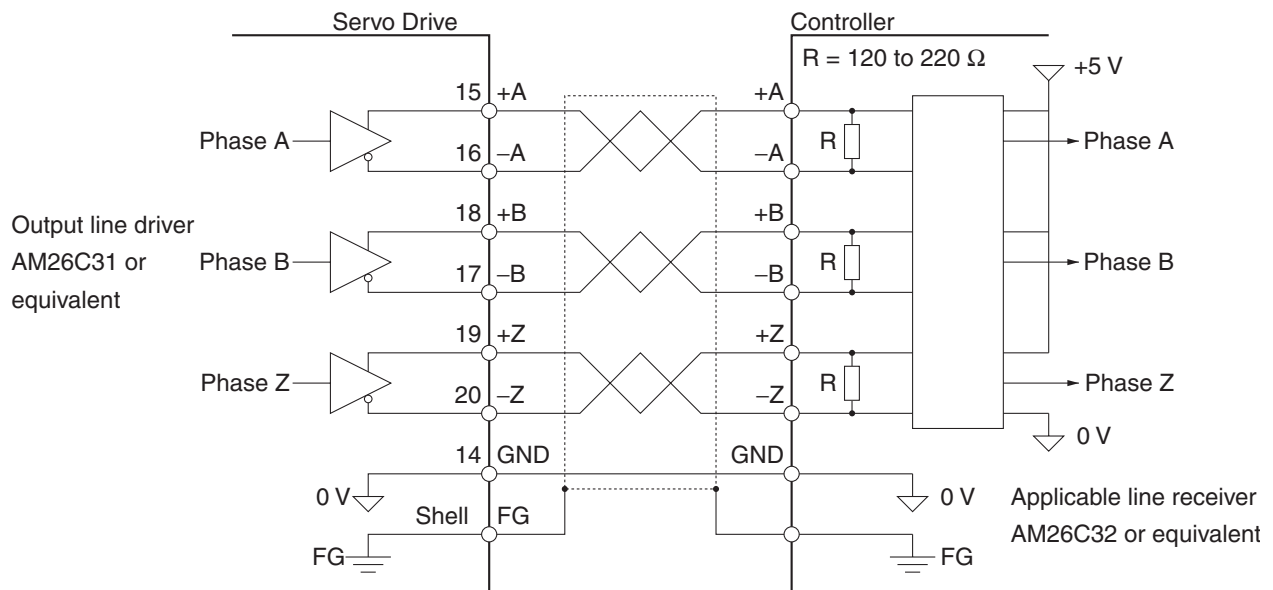 Servo Drive
Controller
R = 120 to 220 Ω
+5 V
15 +A
+A
Phase A
R
Phase A
16 –A
–A
18 +B
+B
Output line driver
AM26C31 or
equivalent
Phase B
R
Phase B
17 –B
–B
19 +Z
+Z
Phase Z
R
Phase Z
20 –Z
–Z
0 V
14 GND
GND
0 V
0 V
Applicable line receiver
AM26C32 or equivalent
Shell FG
FG
FG